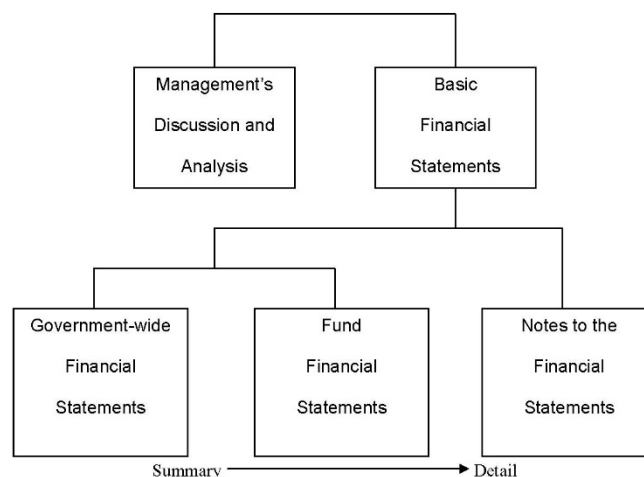 Management's
Discussion and
Analysis
Basic
Financial
Statements
Government-wide
Financial
Statements
Fund
Financial
Statements
Notes to the
Financial
Statements
Summary
Detail